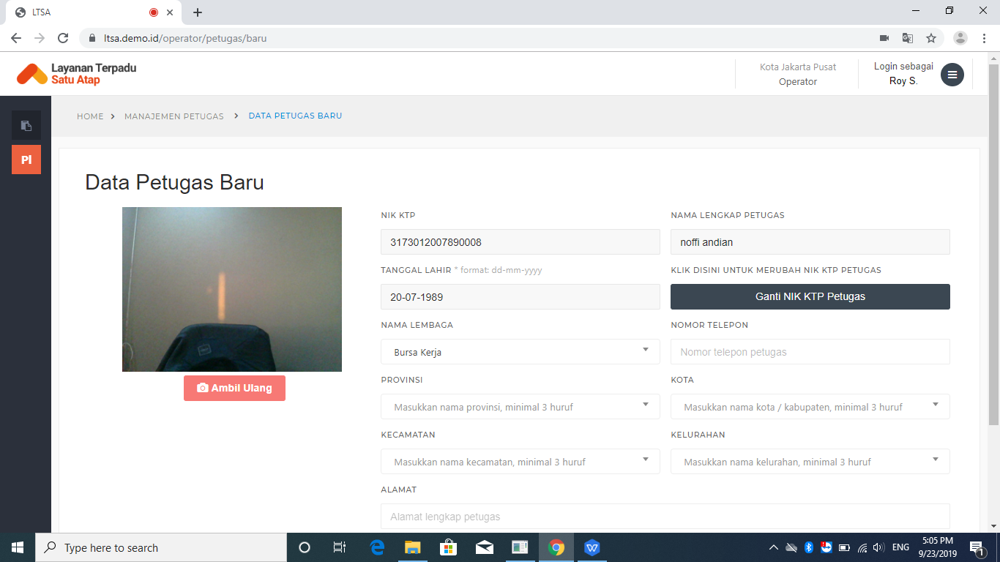 LTSA
ltsa.demo.id/operator/petugas/baru
Layanan Terpadu
Satu Atap
Kota Jakarta Pusat
Operator
Login sebagai
Roy S.
HOME
MANAJEMEN PETUGAS
DATA PETUGAS BARU
Pl
Data Petugas Baru
NIK KTP
NAMA LENGKAP PETUGAS
3173012007890008
noffi andian
TANGGAL LAHIR * format: dd-mm-yyyy
KLIK DISINI UNTUK MERUBAH NIK KTP PETUGAS
20-07-1989
Ganti NIK KTP Petugas
NAMA LEMBAGA
NOMOR TELEPON
Bursa Kerja
Nomor telepon petugas
Ambil Ulang
PROVINSI
KOTA
Masukkan nama provinsi, minimal 3 huruf
Masukkan nama kota / kabupaten, minimal 3 huruf
KECAMATAN
KELURAHAN
Masukkan nama kecamatan, minimal 3 huruf
Masukkan nama kelurahan, minimal 3 huruf
ALAMAT
Alamat lengkap petugas
Type here to search
ENG
5:05 PM
9/23/2019
1